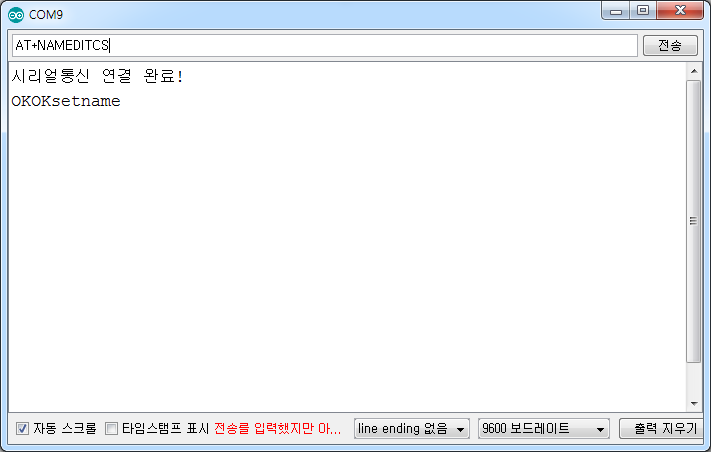 COM9
AT+NAMEDITCS
전송
시리얼통신 연결 완료!
OKOKsetname
자동 스크롤
타임스탬프 표시
전송를 입력했지만 아...
line ending 없음
9600 보드레이트
출력 지우기